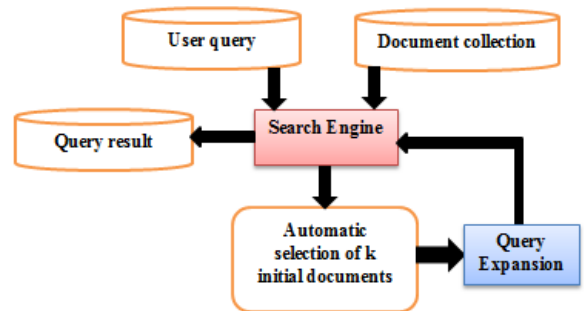 User query
Document collection
Search Engine
Query result
Automatic
selection of k
initial documents
Query
Expansion